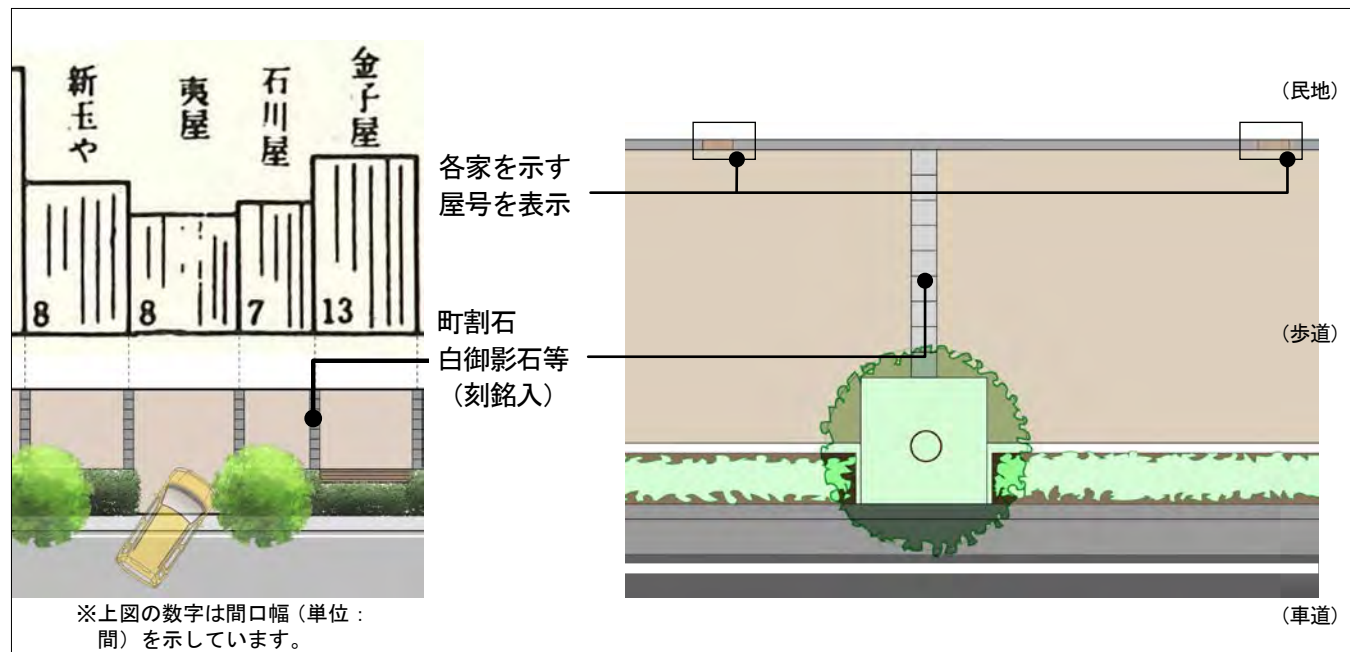 新玉や
夷屋
石川屋
金子屋
8
8
7
13
各家を示す
屋号を表示
町割石
白御影石等
（刻銘入）
※上図の数字は間口幅（単位：
間）を示しています。
（民地）
（歩道）
（車道）